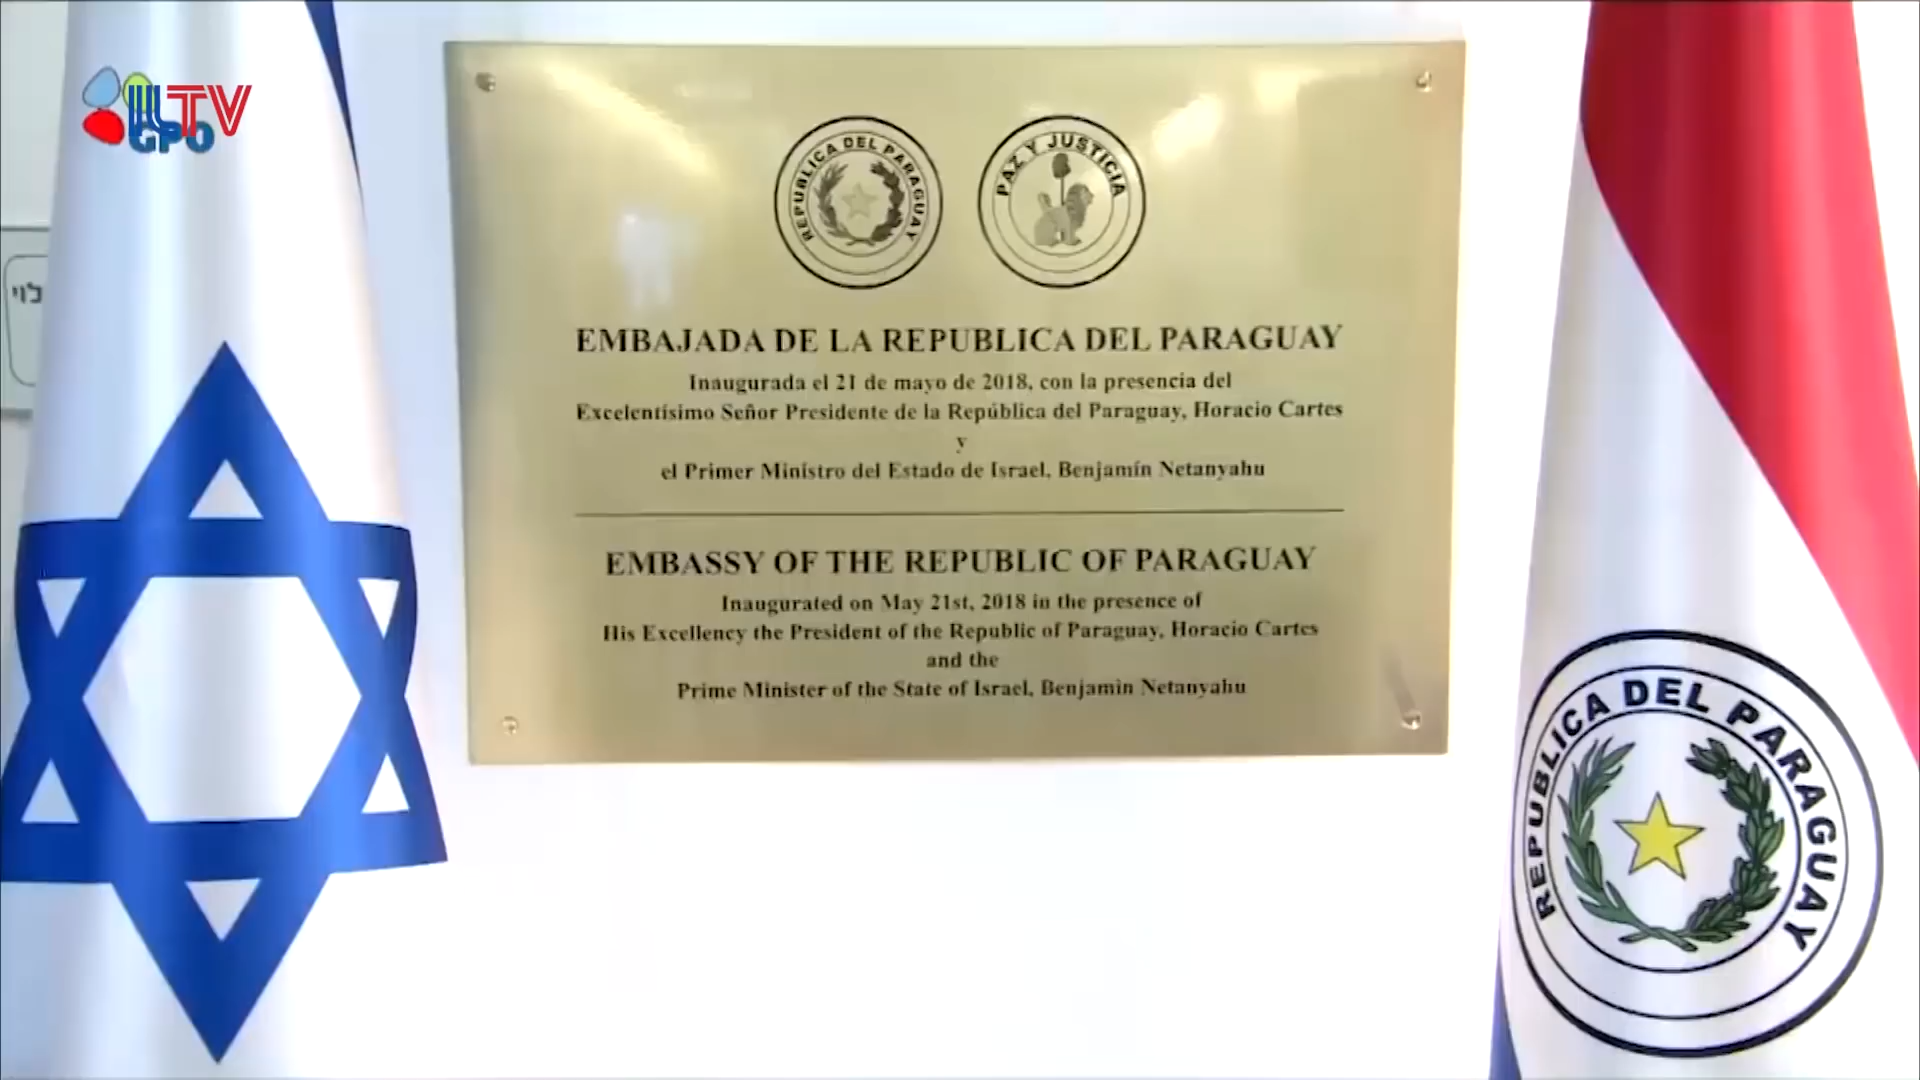 ILTV
GPO
לוי
REPUBLICA DEL PARAGUAY
PAZ Y JUSTICIA
EMBAJADA DE LA REPUBLICA DEL PARAGUAY
Inaugurada el 21 de mayo de 2018, con la presencia del
Excelentísimo Señor Presidente de la República del Paraguay, Horacio Cartes
y
el Primer Ministro del Estado de Israel, Benjamín Netanyahu
EMBASSY OF THE REPUBLIC OF PARAGUAY
Inaugurated on May 21st, 2018 in the presence of
His Excellency the President of the Republic of Paraguay, Horacio Cartes
and the
Prime Minister of the State of Israel, Benjamin Netanyahu
REPUBLICA DEL PARAGUAY